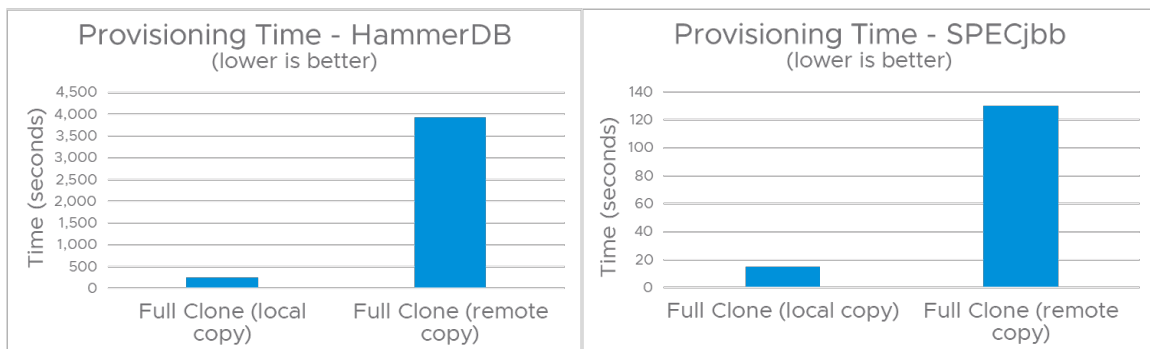 Provisioning Time - HammerDB
(lower is better)
Time (seconds)
4,500
4,000
3,500
3,000
2,500
2,000
1,500
1,000
500
0
Full Clone (local
copy)
Full Clone (remote
copy)
Provisioning Time - SPECjbb
(lower is better)
Time (seconds)
140
120
100
80
60
40
20
0
Full Clone (local copy)
Full Clone (remote
copy)